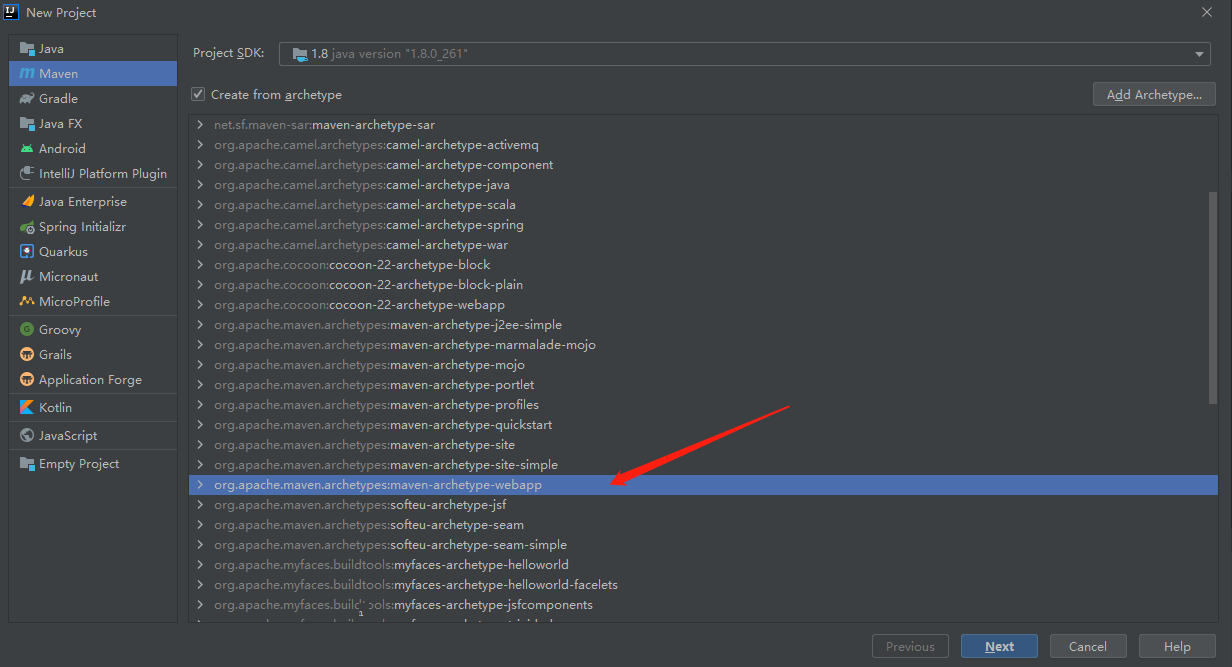 New Project
Java
Maven
Gradle
Java FX
Android
IntelliJ Platform Plugin
Java Enterprise
Spring Initializr
Quarkus
Micronaut
MicroProfile
Groovy
Grails
Application Forge
Kotlin
JavaScript
Empty Project
Project SDK: 1.8 java version "1.8.0_261"
Create from archetype
Add Archetype...
net.sf.maven-sar:maven-archetype-sar
org.apache.camel.archetypes:camel-archetype-activemq
org.apache.camel.archetypes:camel-archetype-component
org.apache.camel.archetypes:camel-archetype-java
org.apache.camel.archetypes:camel-archetype-scala
org.apache.camel.archetypes:camel-archetype-spring
org.apache.camel.archetypes:camel-archetype-war
org.apache.cocoon:cocoon-22-archetype-block
org.apache.cocoon:cocoon-22-archetype-block-plain
org.apache.cocoon:cocoon-22-archetype-webapp
org.apache.maven.archetypes:maven-archetype-j2ee-simple
org.apache.maven.archetypes:maven-archetype-marmalade-mojo
org.apache.maven.archetypes:maven-archetype-mojo
org.apache.maven.archetypes:maven-archetype-portlet
org.apache.maven.archetypes:maven-archetype-profiles
org.apache.maven.archetypes:maven-archetype-quickstart
org.apache.maven.archetypes:maven-archetype-site
org.apache.maven.archetypes:maven-archetype-site-simple
org.apache.maven.archetypes:maven-archetype-webapp
org.apache.maven.archetypes:softeu-archetype-jsf
org.apache.maven.archetypes:softeu-archetype-seam
org.apache.maven.archetypes:softeu-archetype-seam-simple
org.apache.myfaces.buildtools:myfaces-archetype-helloworld
org.apache.myfaces.buildtools:myfaces-archetype-helloworld-facelets
myfaces-archetype-jsfcomponents
Previous
Next
Cancel
Help